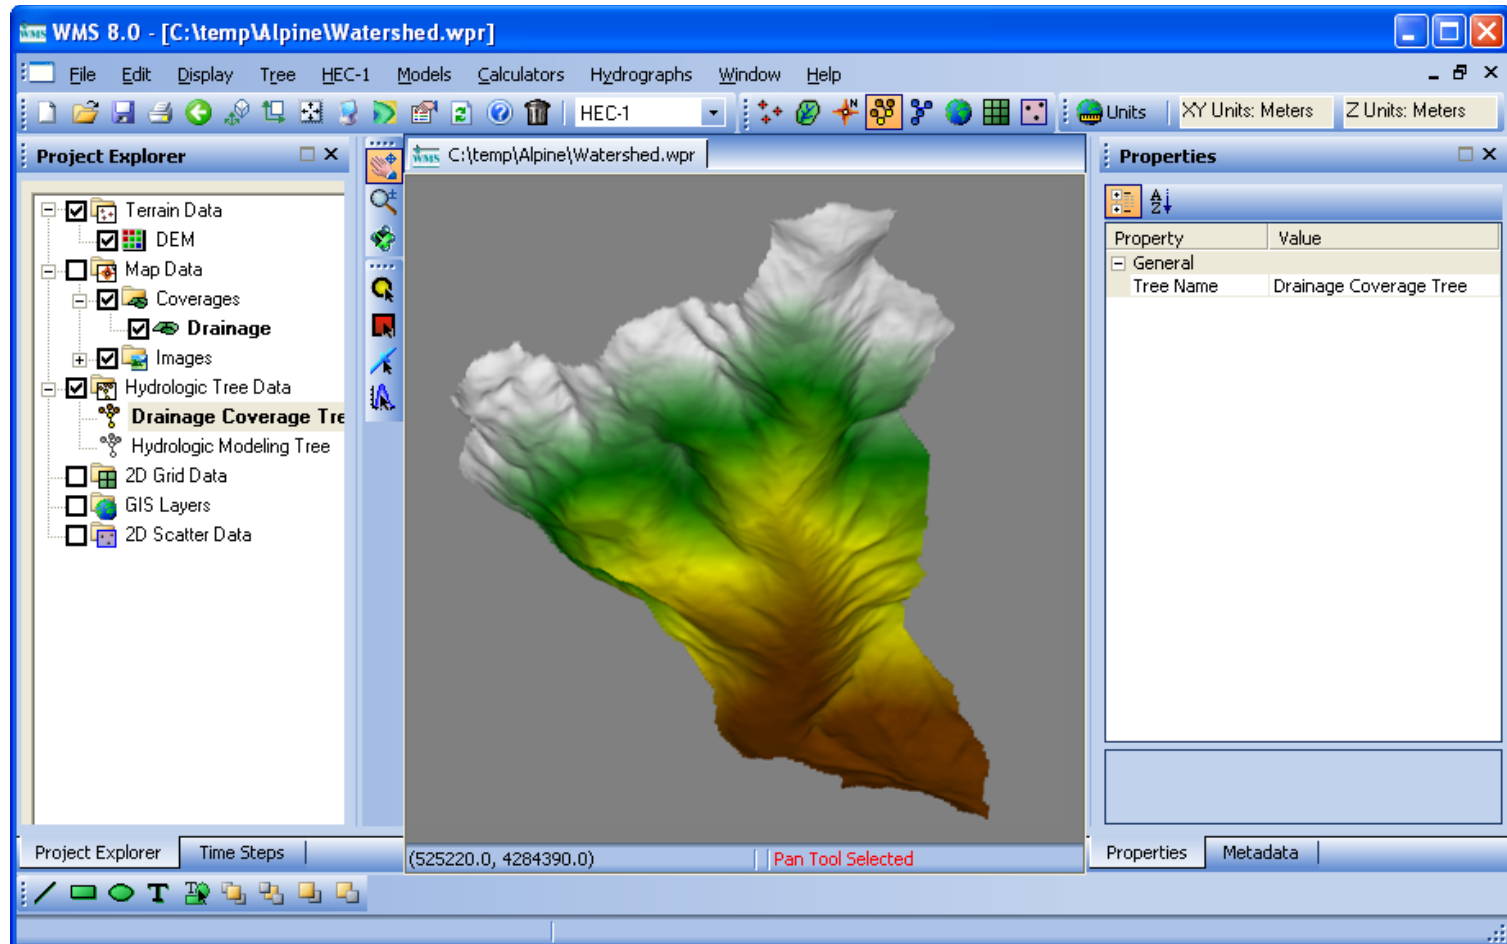 WMS 8.0 - [C:\temp\Alpine\Watershed.wpr]
File Edit Display Tree HEC-1 Models Calculators Hydrographs Window Help
HEC-1 Units XY Units: Meters Z Units: Meters
Project Explorer
WMS C:\temp\Alpine\Watershed.wpr
Properties
Terrain Data
DEM
Map Data
Coverages
Drainage
Images
Hydrologic Tree Data
Drainage Coverage Tre
Hydrologic Modeling Tree
2D Grid Data
GIS Layers
2D Scatter Data
Property Value
General
Tree Name Drainage Coverage Tree
Project Explorer Time Steps
(525220.0, 4284390.0) Pan Tool Selected
Properties Metadata